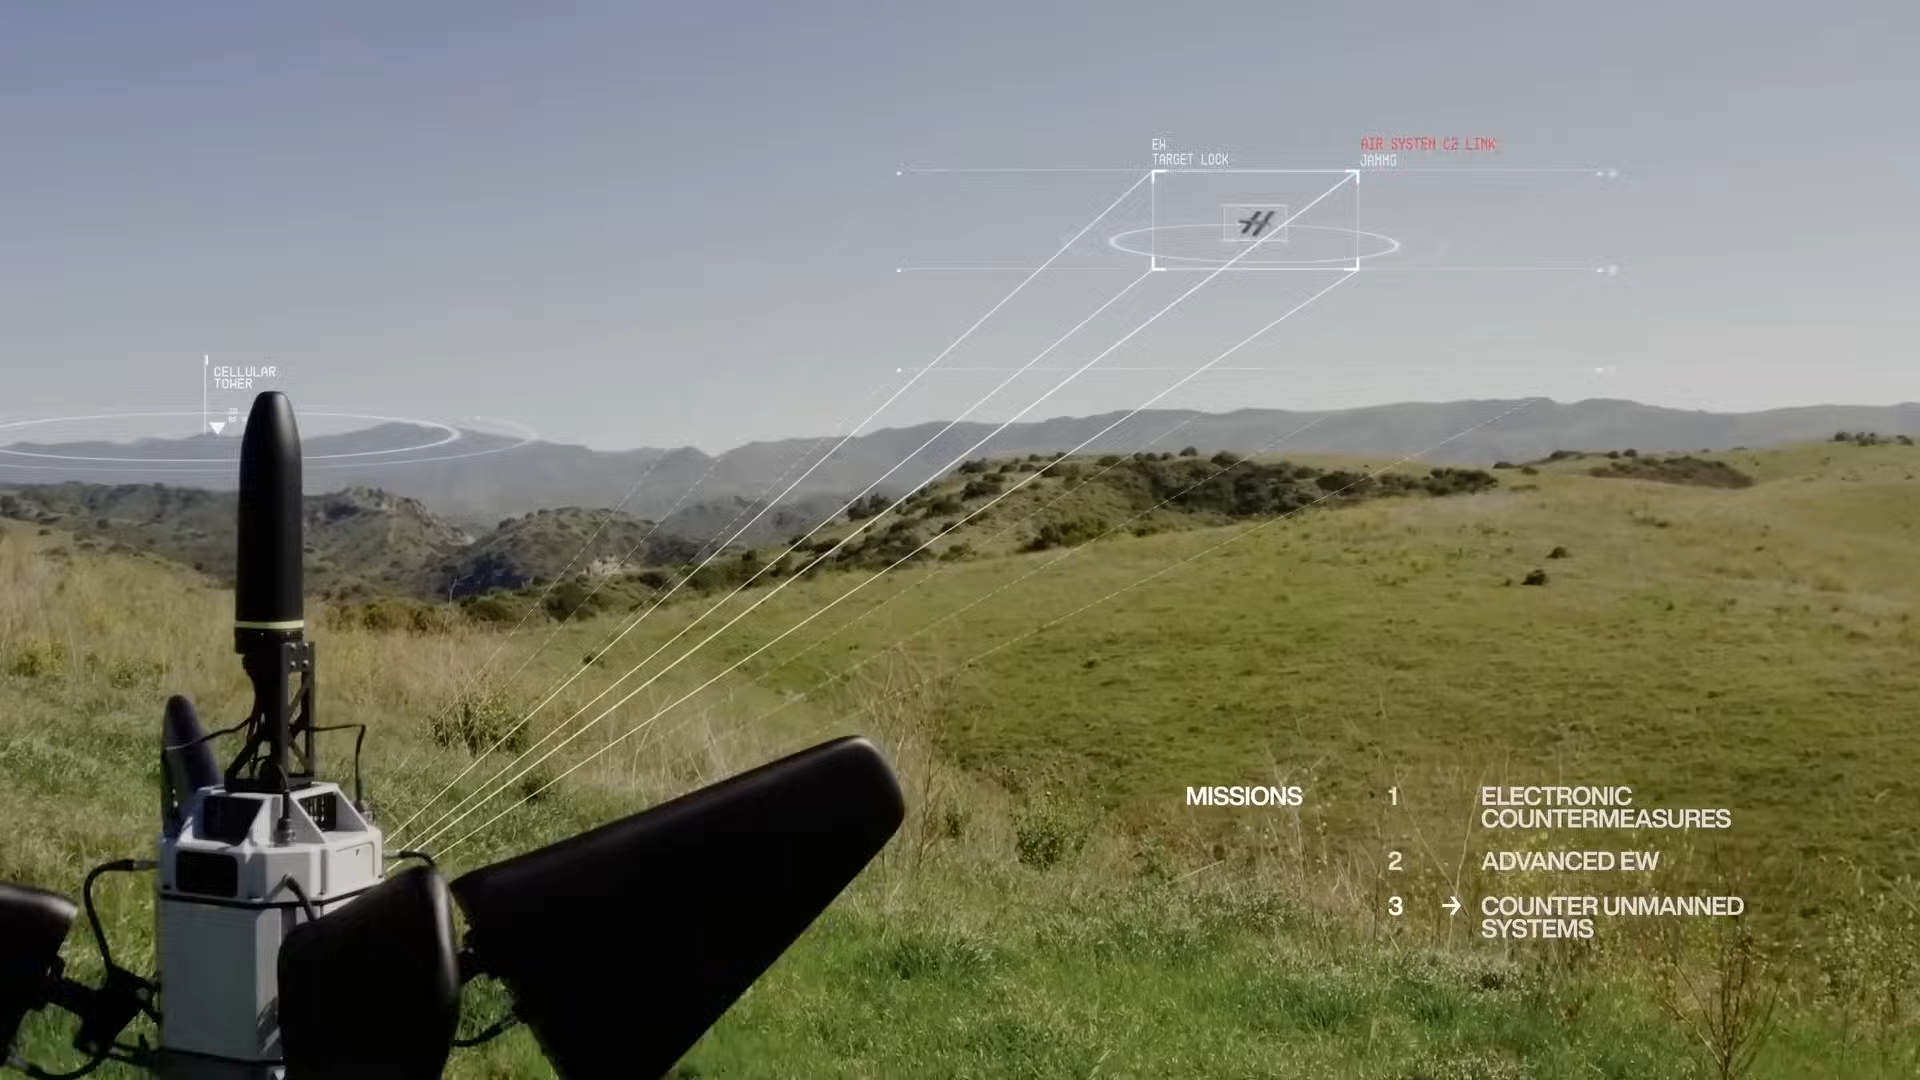 EW
TARGET LOCK
AIR SYSTEM C2 LINK
JAMMG
CELLULAR
TOWER
MISSIONS
1
ELECTRONIC
COUNTERMEASURES
2
ADVANCED EW
3 → COUNTER UNMANNED
SYSTEMS